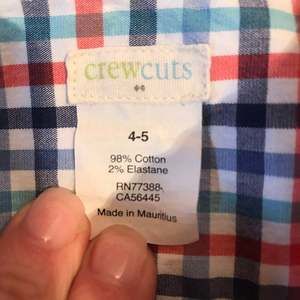 crewcuts
4-5
98% Cotton
2% Elastane
RN77388
CA56445
Made in Mauritius